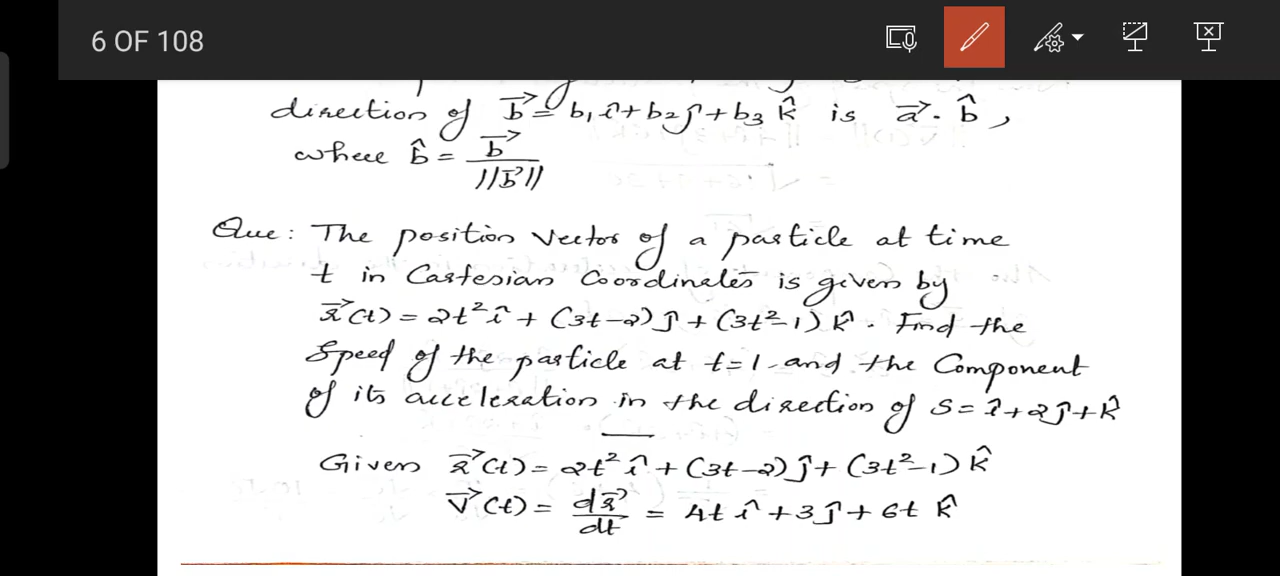 6 OF 108
direction of b⃗ = b₁î + b₂ĵ + b₃ k̂ is a⃗ . b̂ ,
where b̂ = b⃗ / ||b⃗||
Que: The position vector of a particle at time
t in Cartesian Coordinates is given by
r⃗(t) = 2t² î + (3t-2) ĵ + (3t²-1) k̂ . Find the
Speed of the particle at t=1 and the Component
of its acceleration in the direction of S = î+2ĵ+k̂
Given r⃗(t) = 2t² î + (3t-2) ĵ + (3t²-1) k̂
V⃗(t) = dr⃗/dt = 4t î + 3ĵ + 6t k̂